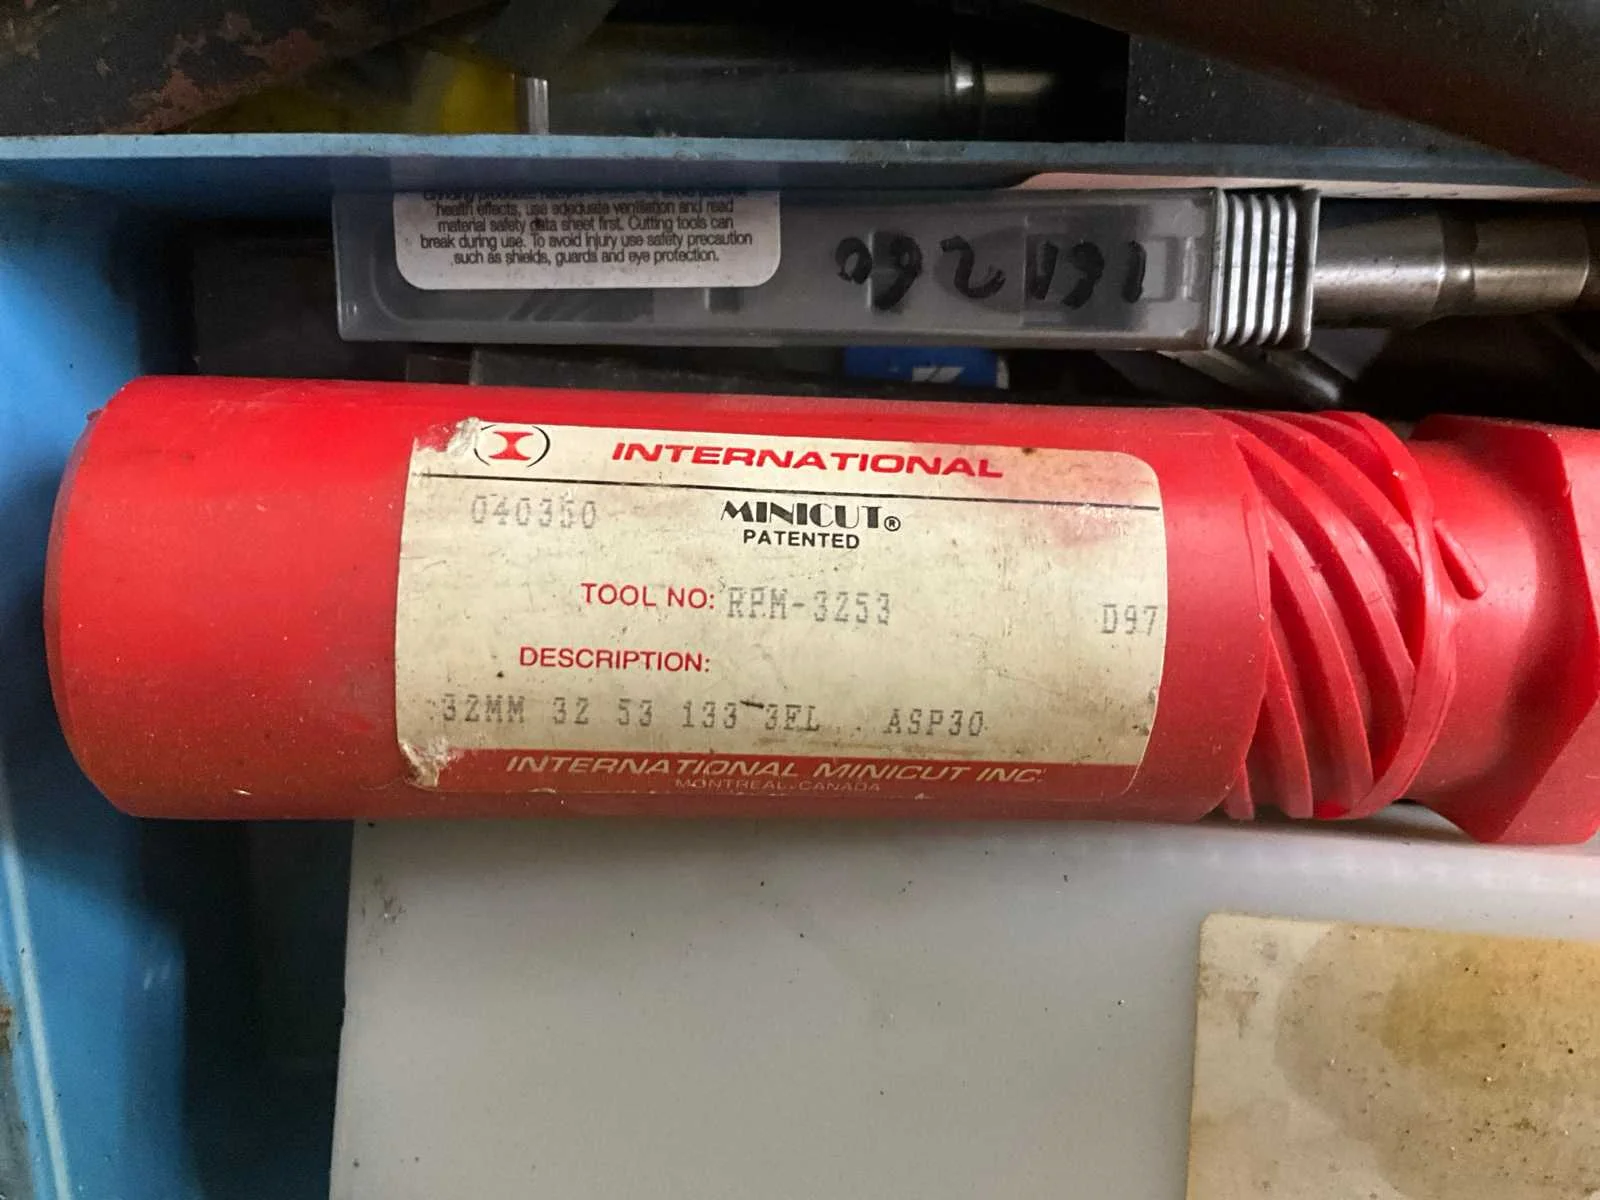 health effects, use adequate ventilation and read
material safety data sheet first. Cutting tools can
break during use. To avoid injury use safety precaution
such as shields, guards and eye protection.
INTERNATIONAL
040350
MINICUT®
PATENTED
TOOL NO: RPM-3253
D97
DESCRIPTION:
32MM 32 53 133 3FL ASP30
INTERNATIONAL MINICUT INC.
MONTREAL-CANADA